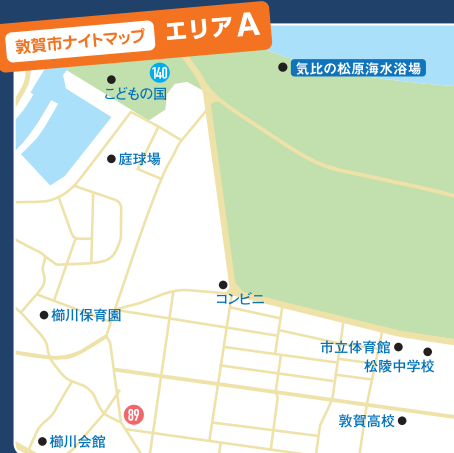 敦賀市ナイトマップ エリアA
140
気比の松原海水浴場
こどもの国
庭球場
コンビニ
櫛川保育園
市立体育館
松陵中学校
89
敦賀高校
櫛川会館